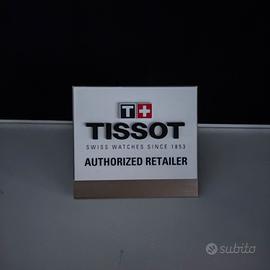 T+
TISSOT
SWISS WATCHES SINCE 1853
AUTHORIZED RETAILER
subito